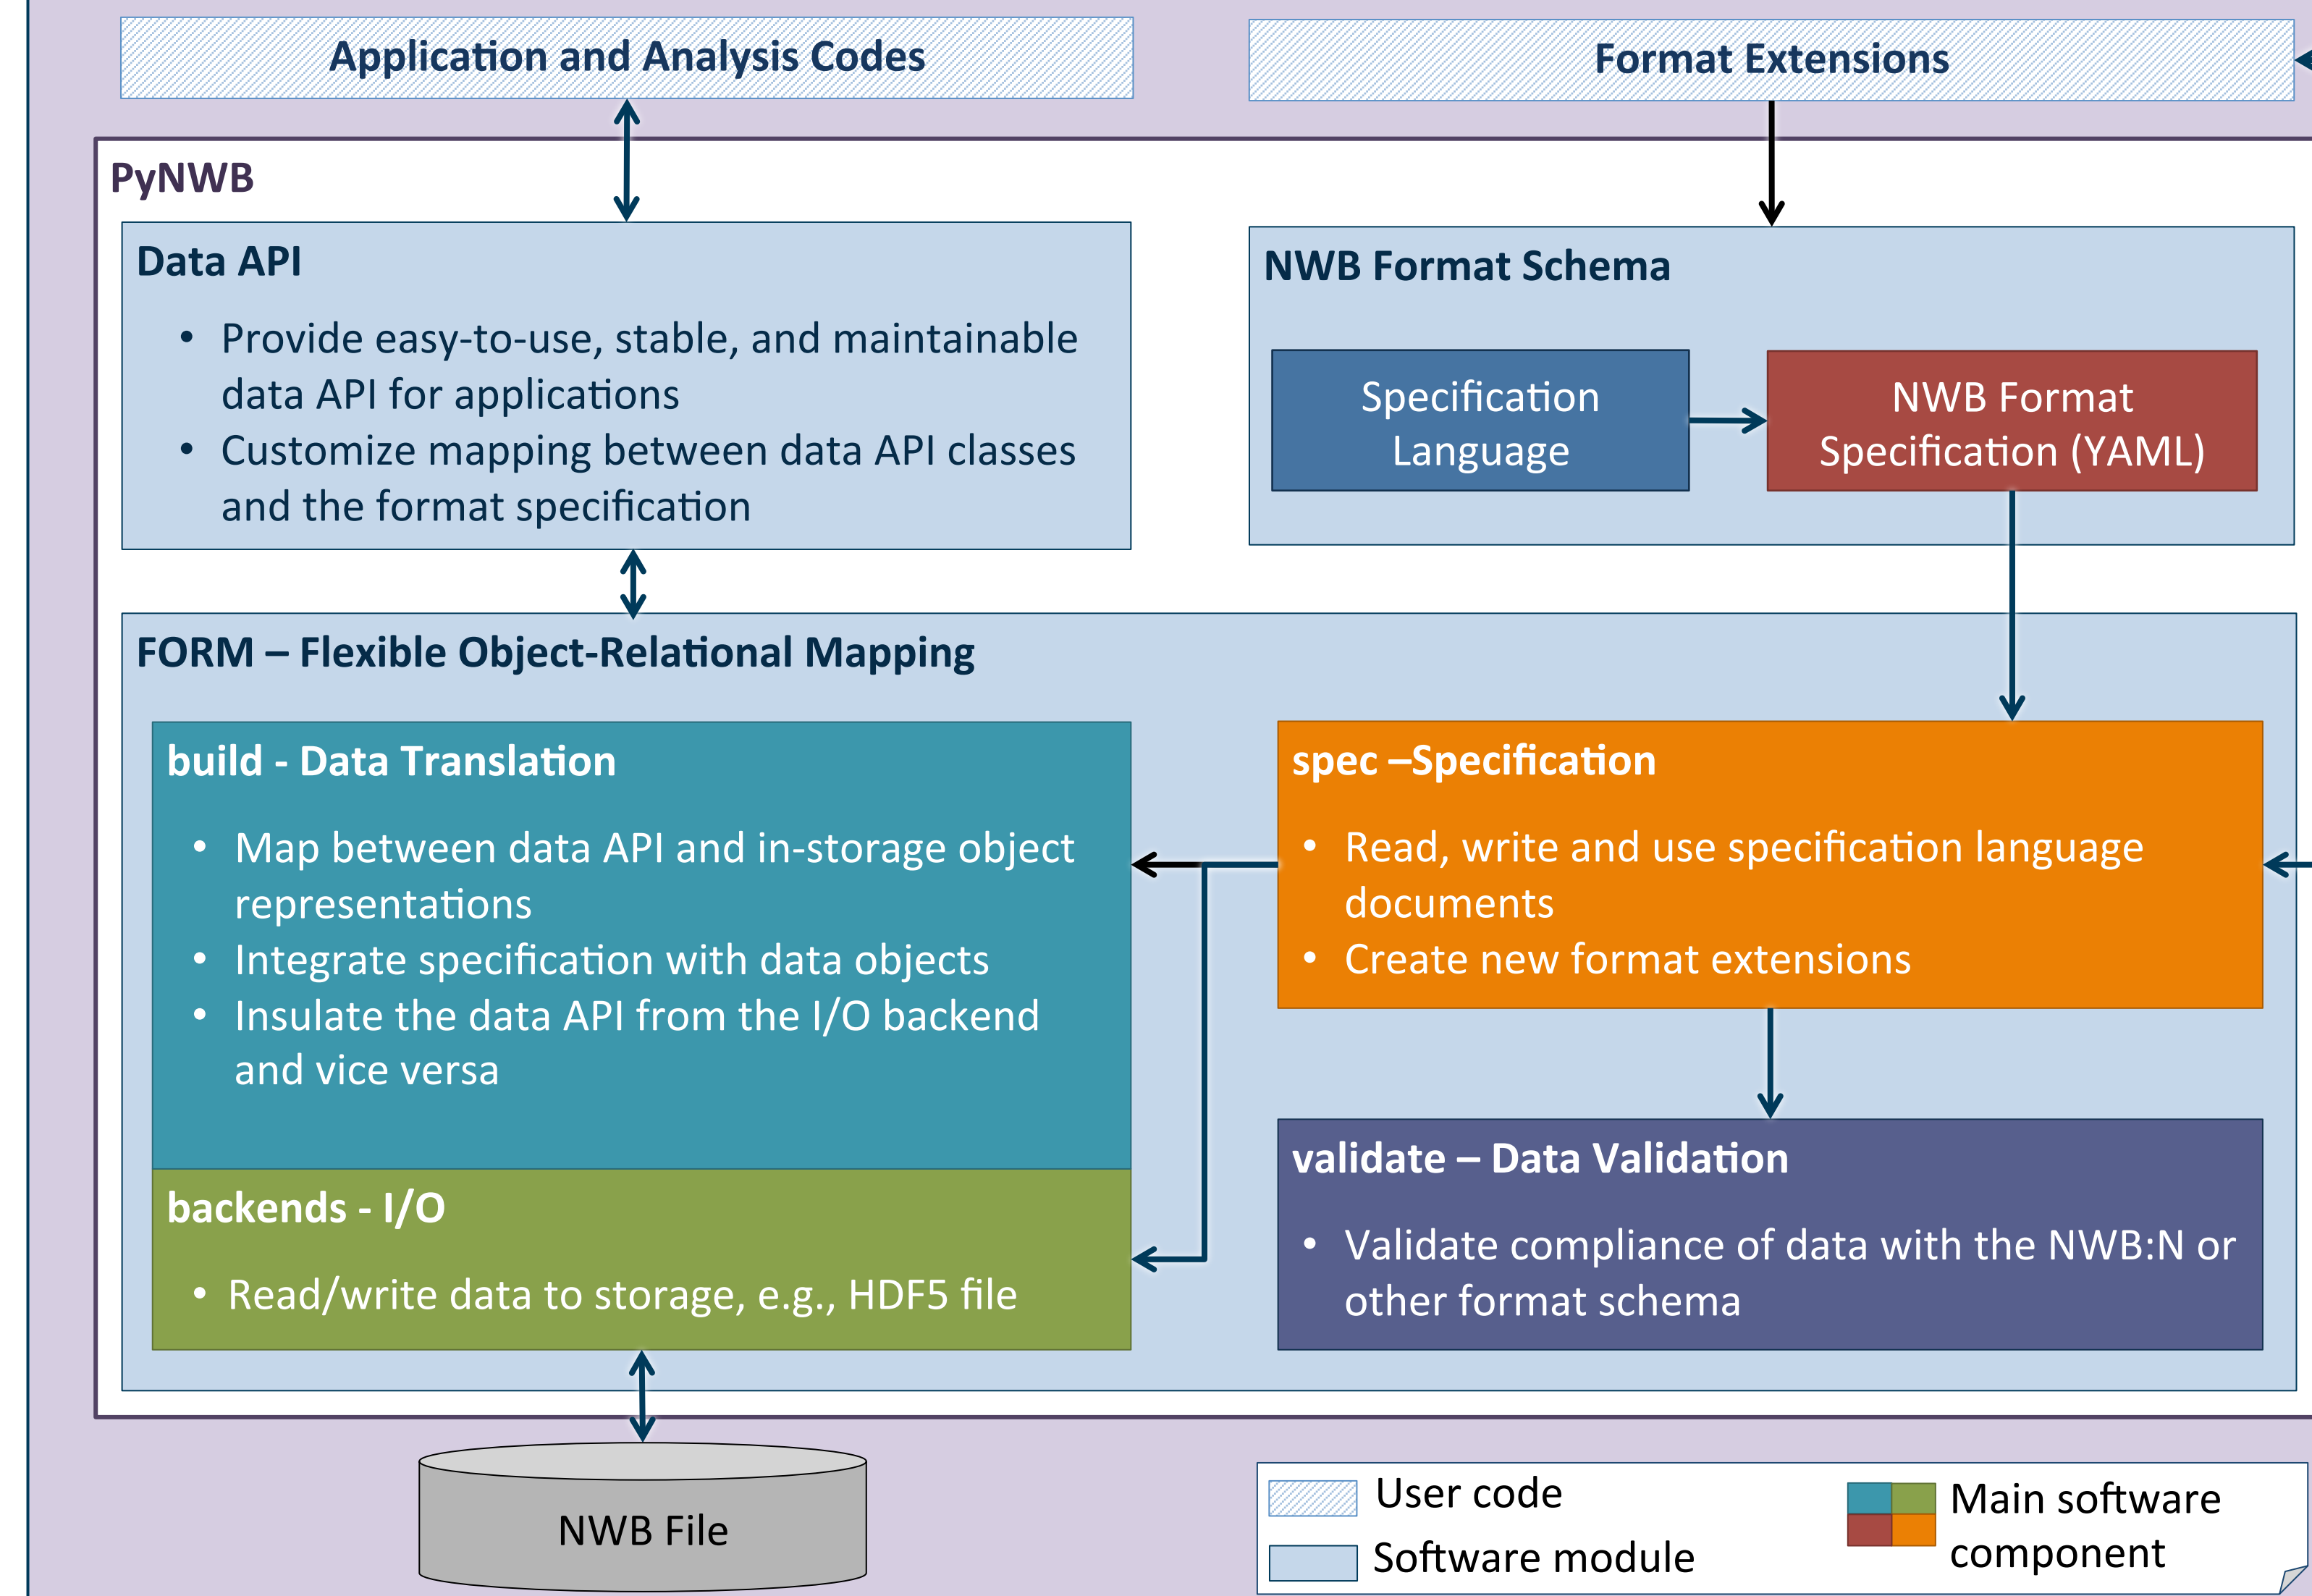 Application and Analysis Codes
Format Extensions
PyNWB
Data API
• Provide easy-to-use, stable, and maintainable
data API for applications
• Customize mapping between data API classes
and the format specification
NWB Format Schema
Specification
Language
NWB Format
Specification (YAML)
FORM – Flexible Object-Relational Mapping
build - Data Translation
• Map between data API and in-storage object
representations
• Integrate specification with data objects
• Insulate the data API from the I/O backend
and vice versa
spec –Specification
• Read, write and use specification language
documents
• Create new format extensions
backends - I/O
• Read/write data to storage, e.g., HDF5 file
validate – Data Validation
• Validate compliance of data with the NWB:N or
other format schema
NWB File
User code
Software module
Main software
component